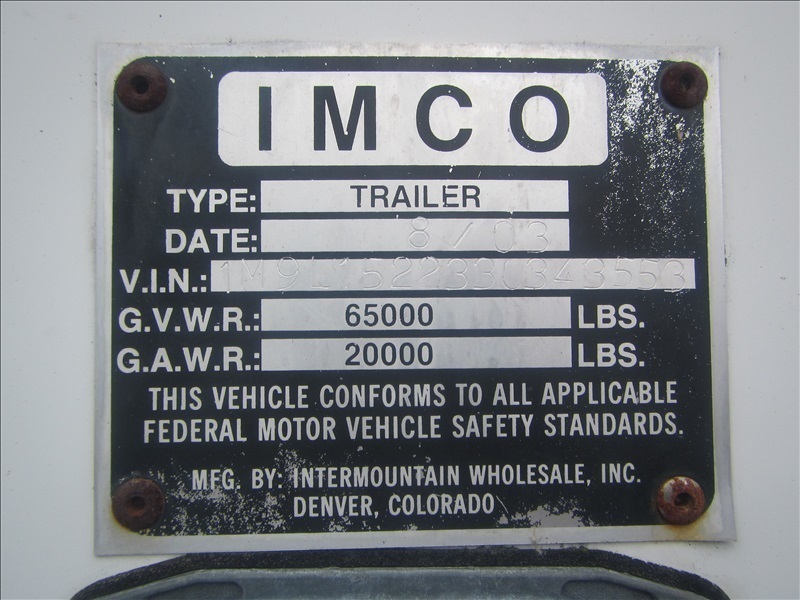 IMCO
TYPE: TRAILER
DATE: 8/03
V.I.N.:
G.V.W.R.: 65000 LBS.
G.A.W.R.: 20000 LBS.
THIS VEHICLE CONFORMS TO ALL APPLICABLE
FEDERAL MOTOR VEHICLE SAFETY STANDARDS.
MFG. BY: INTERMOUNTAIN WHOLESALE, INC.
DENVER, COLORADO